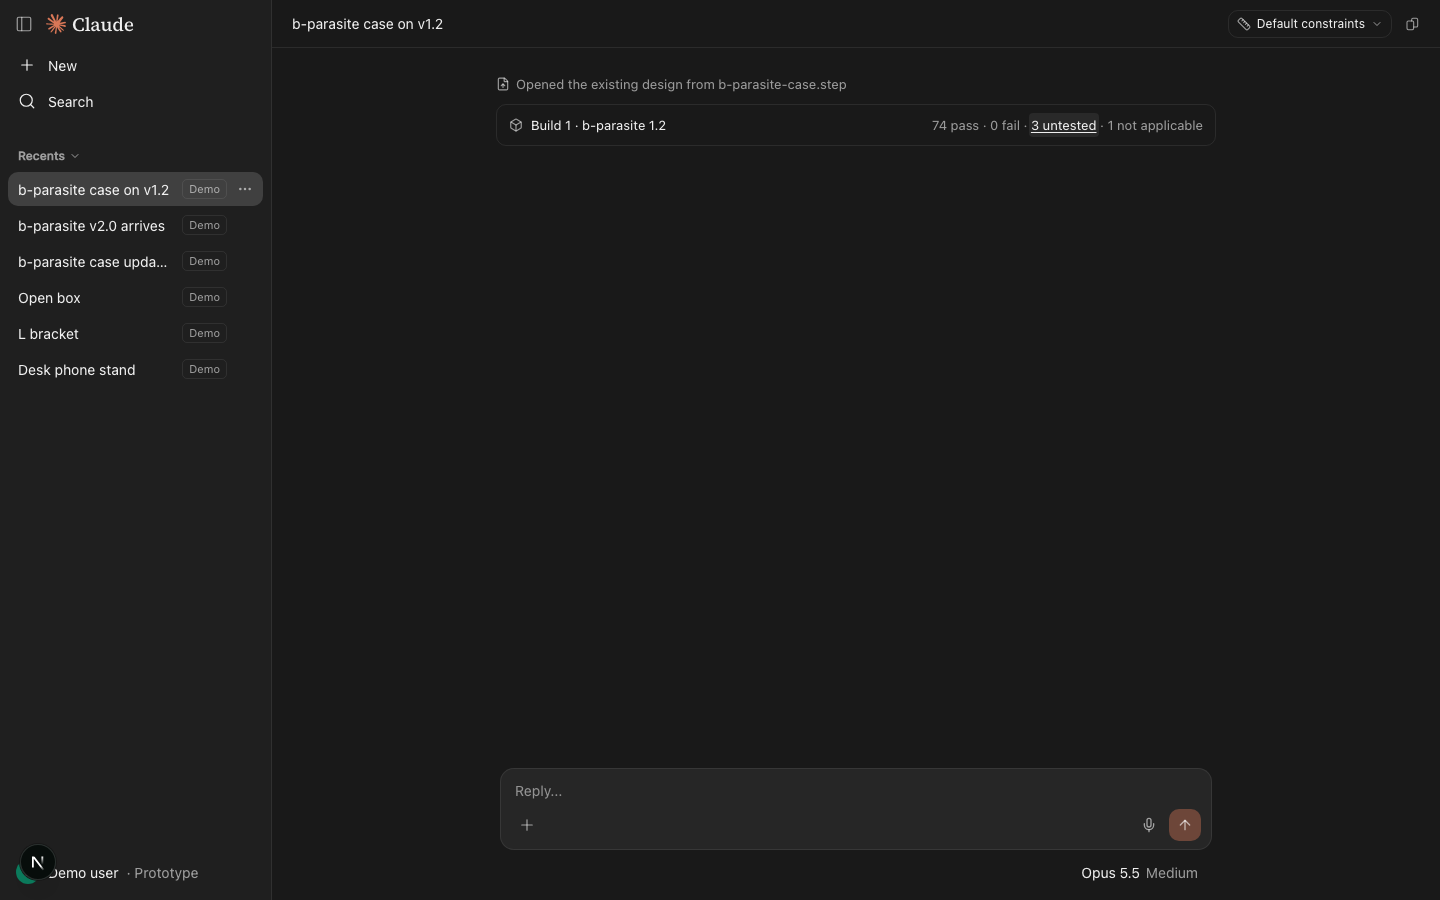 Claude
New
Search
Recents
b-parasite case on v1.2 Demo
b-parasite v2.0 arrives Demo
b-parasite case upda... Demo
Open box Demo
L bracket Demo
Desk phone stand Demo
N
Demo user · Prototype
b-parasite case on v1.2
Default constraints
Opened the existing design from b-parasite-case.step
Build 1 · b-parasite 1.2
74 pass · 0 fail · 3 untested · 1 not applicable
Reply...
Opus 5.5 Medium